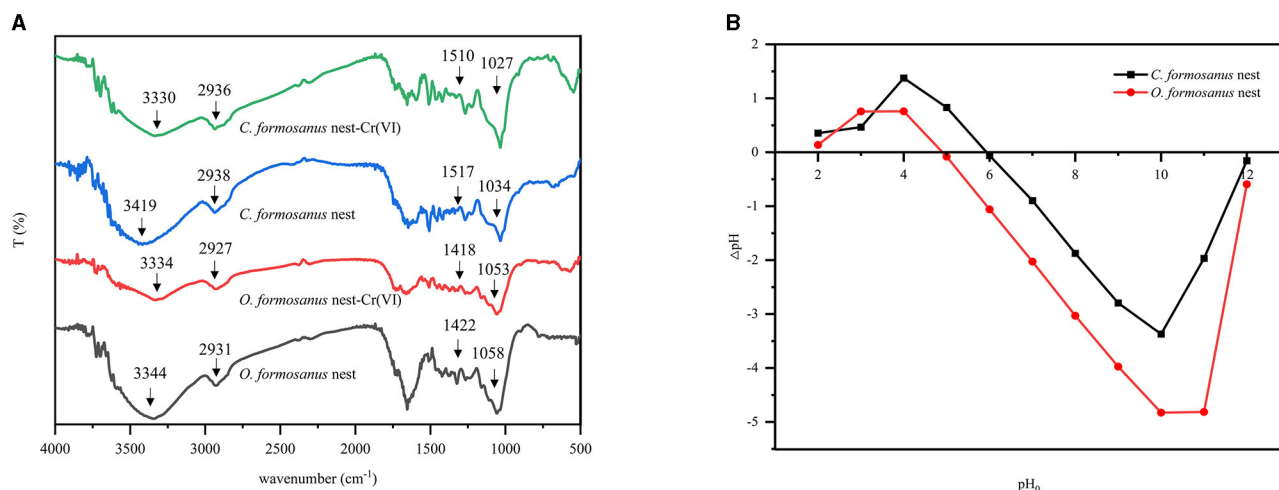 A
3330
2936
1510
1027
C. formosanus nest-Cr(VI)
3419
2938
1517
1034
C. formosanus nest
3334
2927
1418
1053
O. formosanus nest-Cr(VI)
3344
2931
1422
1058
O. formosanus nest
T (%)
4000 3500 3000 2500 2000 1500 1000 500
wavenumber (cm⁻¹)
B
C. formosanus nest
O. formosanus nest
2
1
0
-1
-2
-3
-4
-5
2 4 6 8 10 12
△pH
pH₀